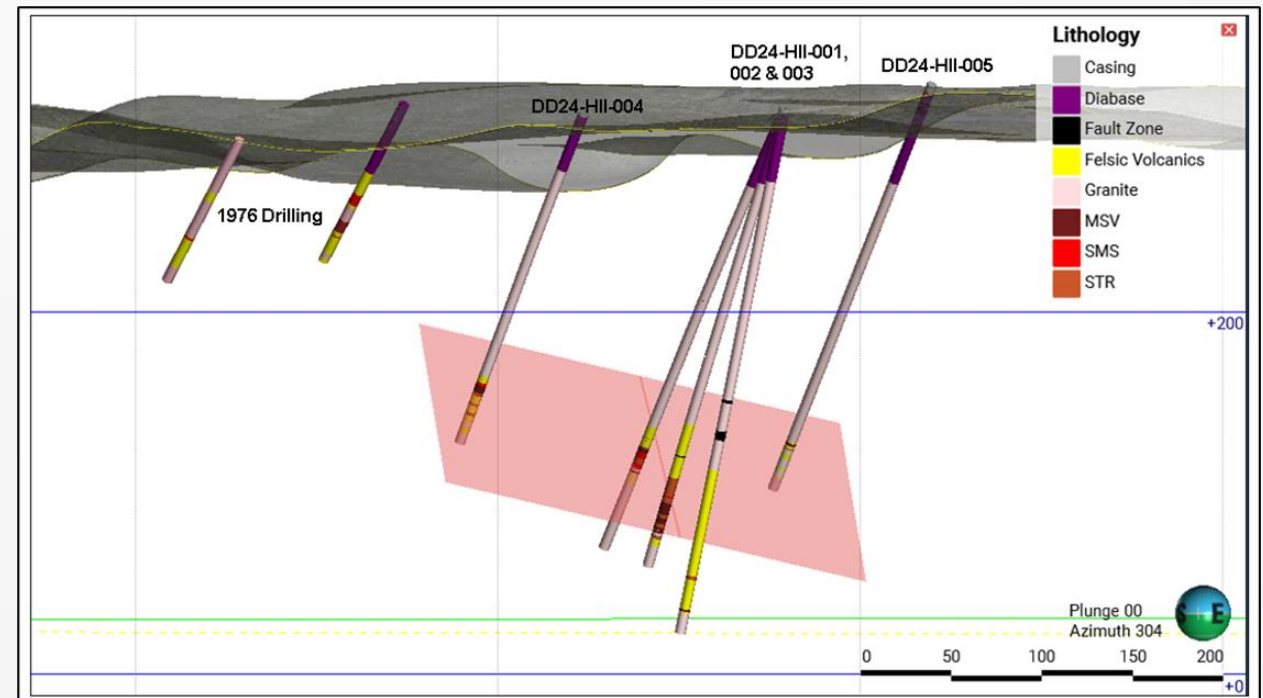 DD24-HII-001,
002 & 003
DD24-HII-005
DD24-HII-004
1976 Drilling
Lithology
Casing
Diabase
Fault Zone
Felsic Volcanics
Granite
MSV
SMS
STR
+200
Plunge 00
Azimuth 304
S E
0 50 100 150 200
+0